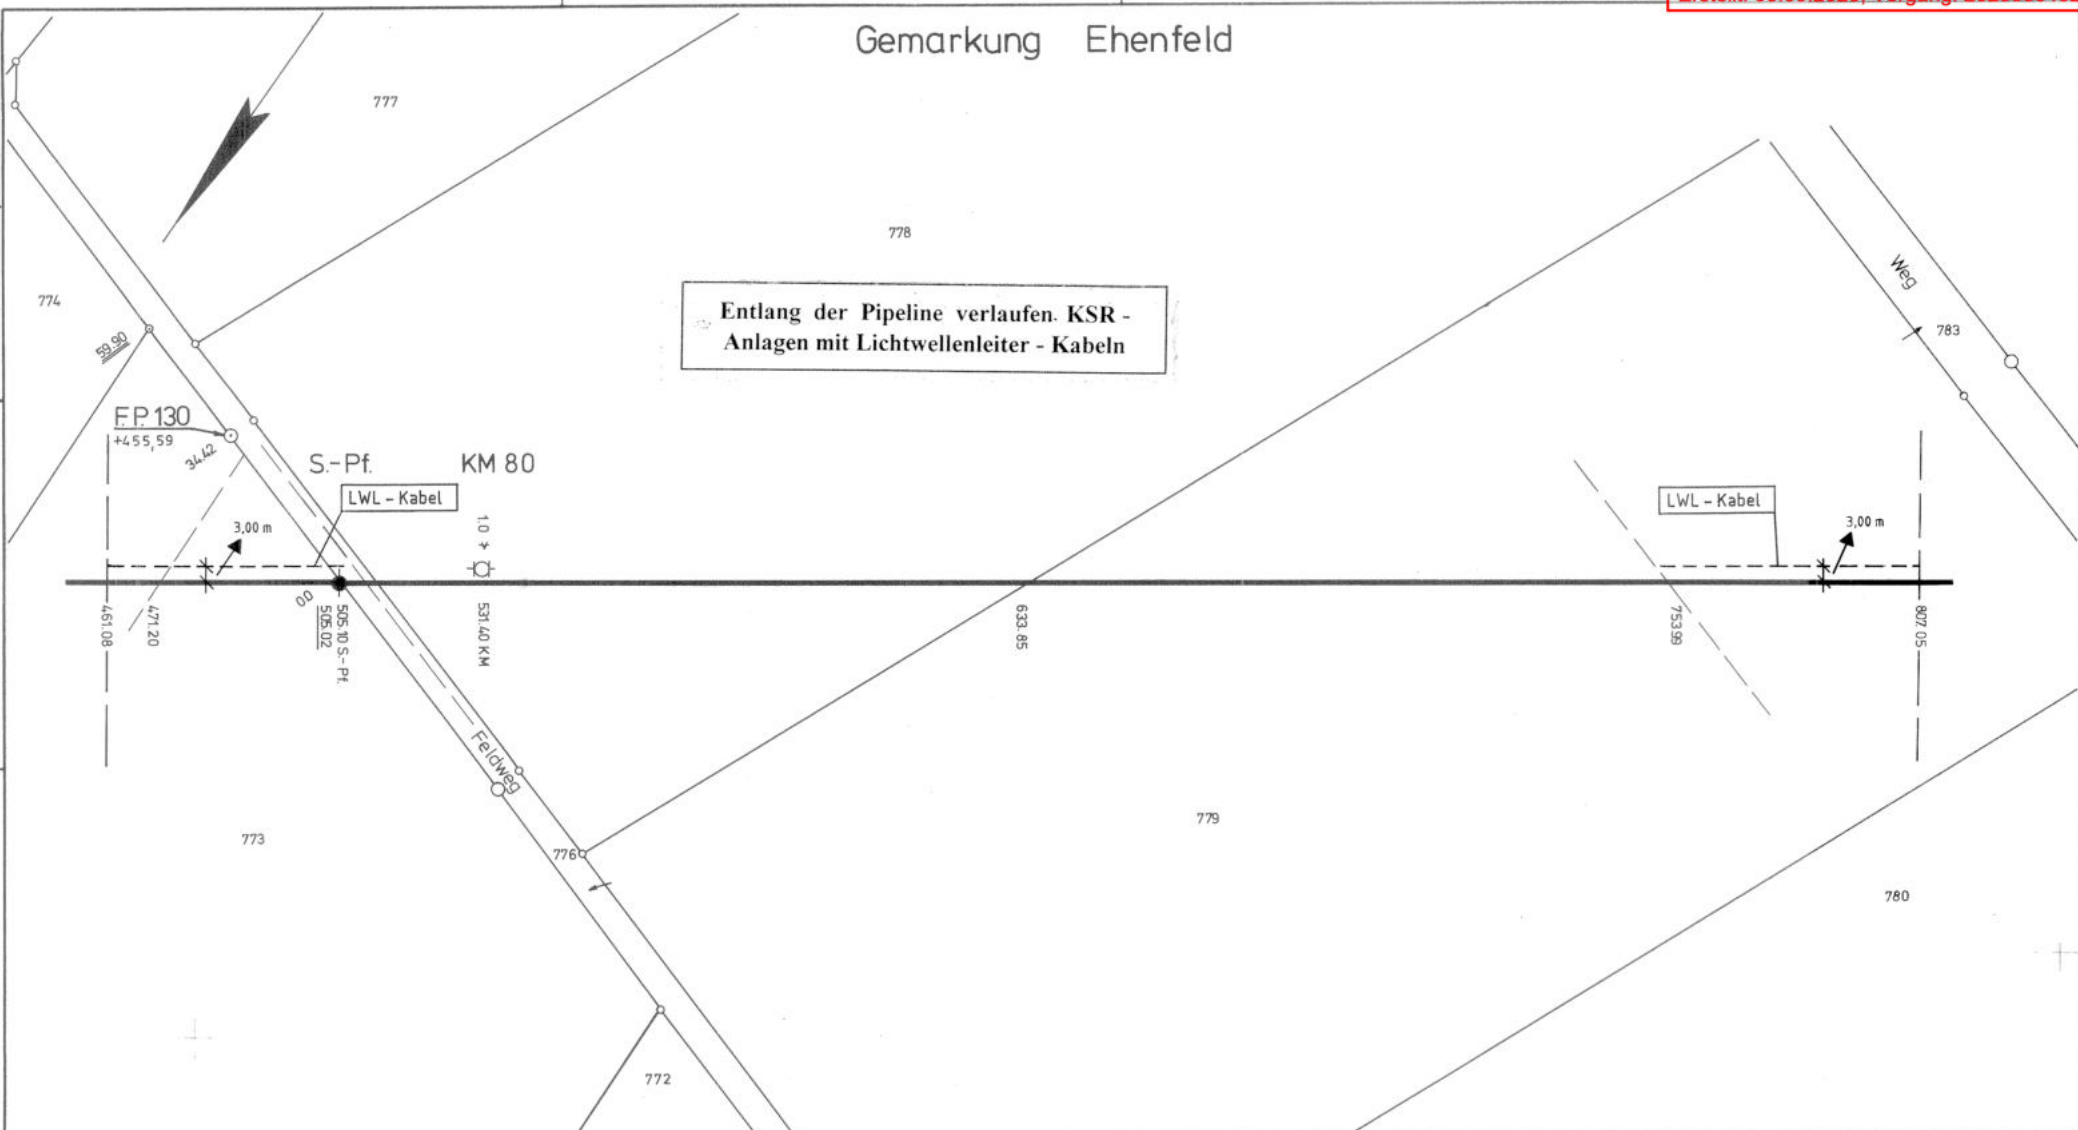 Gemarkung Ehenfeld
777
778
774
Entlang der Pipeline verlaufen KSR -
Anlagen mit Lichtwellenleiter - Kabeln
Weg
783
59.90
F.P. 130
+455,59
34.42
S.-Pf. KM 80
LWL - Kabel
LWL - Kabel
3,00 m
1.0
3,00 m
461.08
471.20
0.0
505.10 S.- Pf.
505.02
531.40 KM
633.85
753.99
807.05
Feldweg
773
776
779
780
772